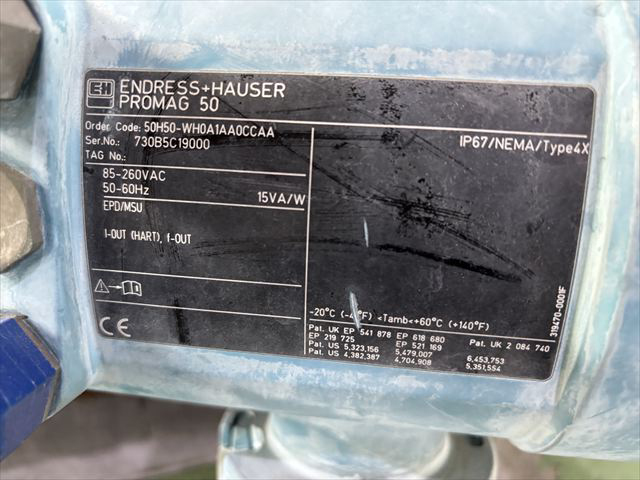 EH ENDRESS+HAUSER
PROMAG 50
Order Code: 50H50-WH0A1AA0CCAA
Ser.No.: 730B5C19000
TAG No.:
IP67/NEMA/Type4X
85-260VAC
50-60Hz
15VA/W
EPD/MSU
I-OUT (HART), f-OUT
CE
-20°C (-4°F) <Tamb<+60°C (+140°F)
Pat. UK EP 541 878 EP 618 680 Pat. UK 2 084 740
EP 219 725 EP 521 169
Pat. US 5,323,156 5,479,007 6,453,753
Pat. US 4,382,387 4,704,908 5,351,554
319470-0001F